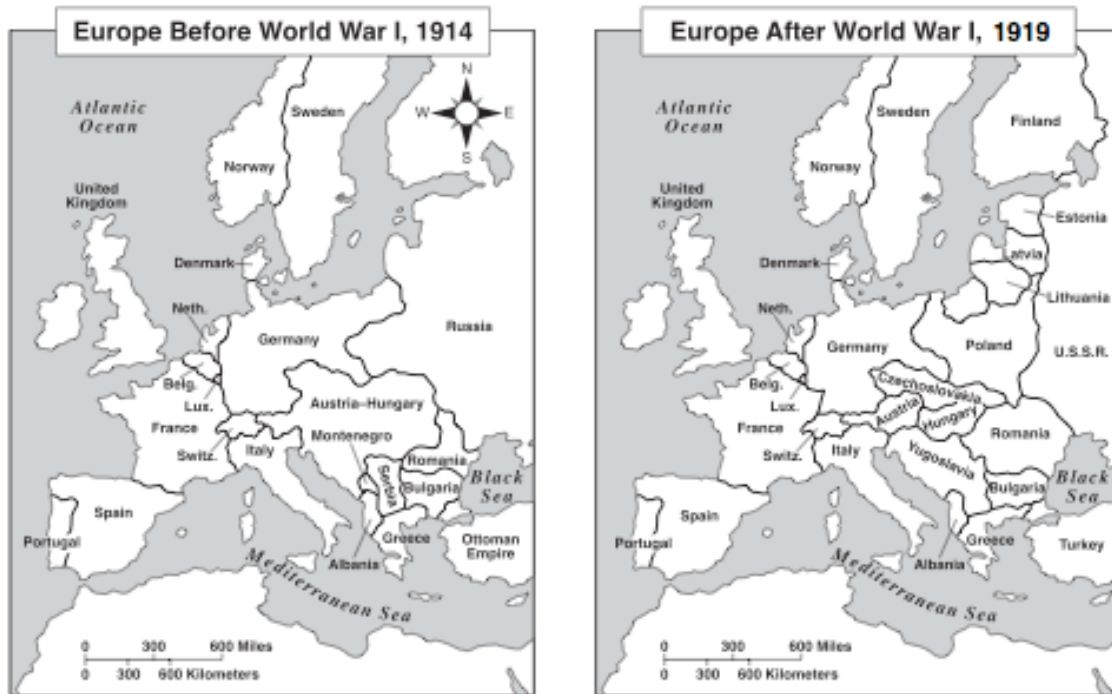 Europe Before World War I, 1914
Atlantic
Ocean
N
W
E
S
Sweden
Norway
United
Kingdom
Denmark
Neth.
Russia
Germany
Belg.
Lux.
Austria–Hungary
France
Montenegro
Switz.
Italy
Romania
Serbia
Black
Sea
Bulgaria
Spain
Portugal
Greece
Ottoman
Empire
Albania
Mediterranean Sea
0 300 600 Miles
0 300 600 Kilometers
Europe After World War I, 1919
Atlantic
Ocean
Sweden
Finland
Norway
United
Kingdom
Estonia
Latvia
Denmark
Lithuania
Neth.
Germany
Poland
U.S.S.R.
Belg.
Lux.
Czechoslovakia
Austria
Hungary
France
Romania
Switz.
Italy
Yugoslavia
Black
Sea
Bulgaria
Spain
Portugal
Greece
Turkey
Albania
Mediterranean Sea
0 300 600 Miles
0 300 600 Kilometers